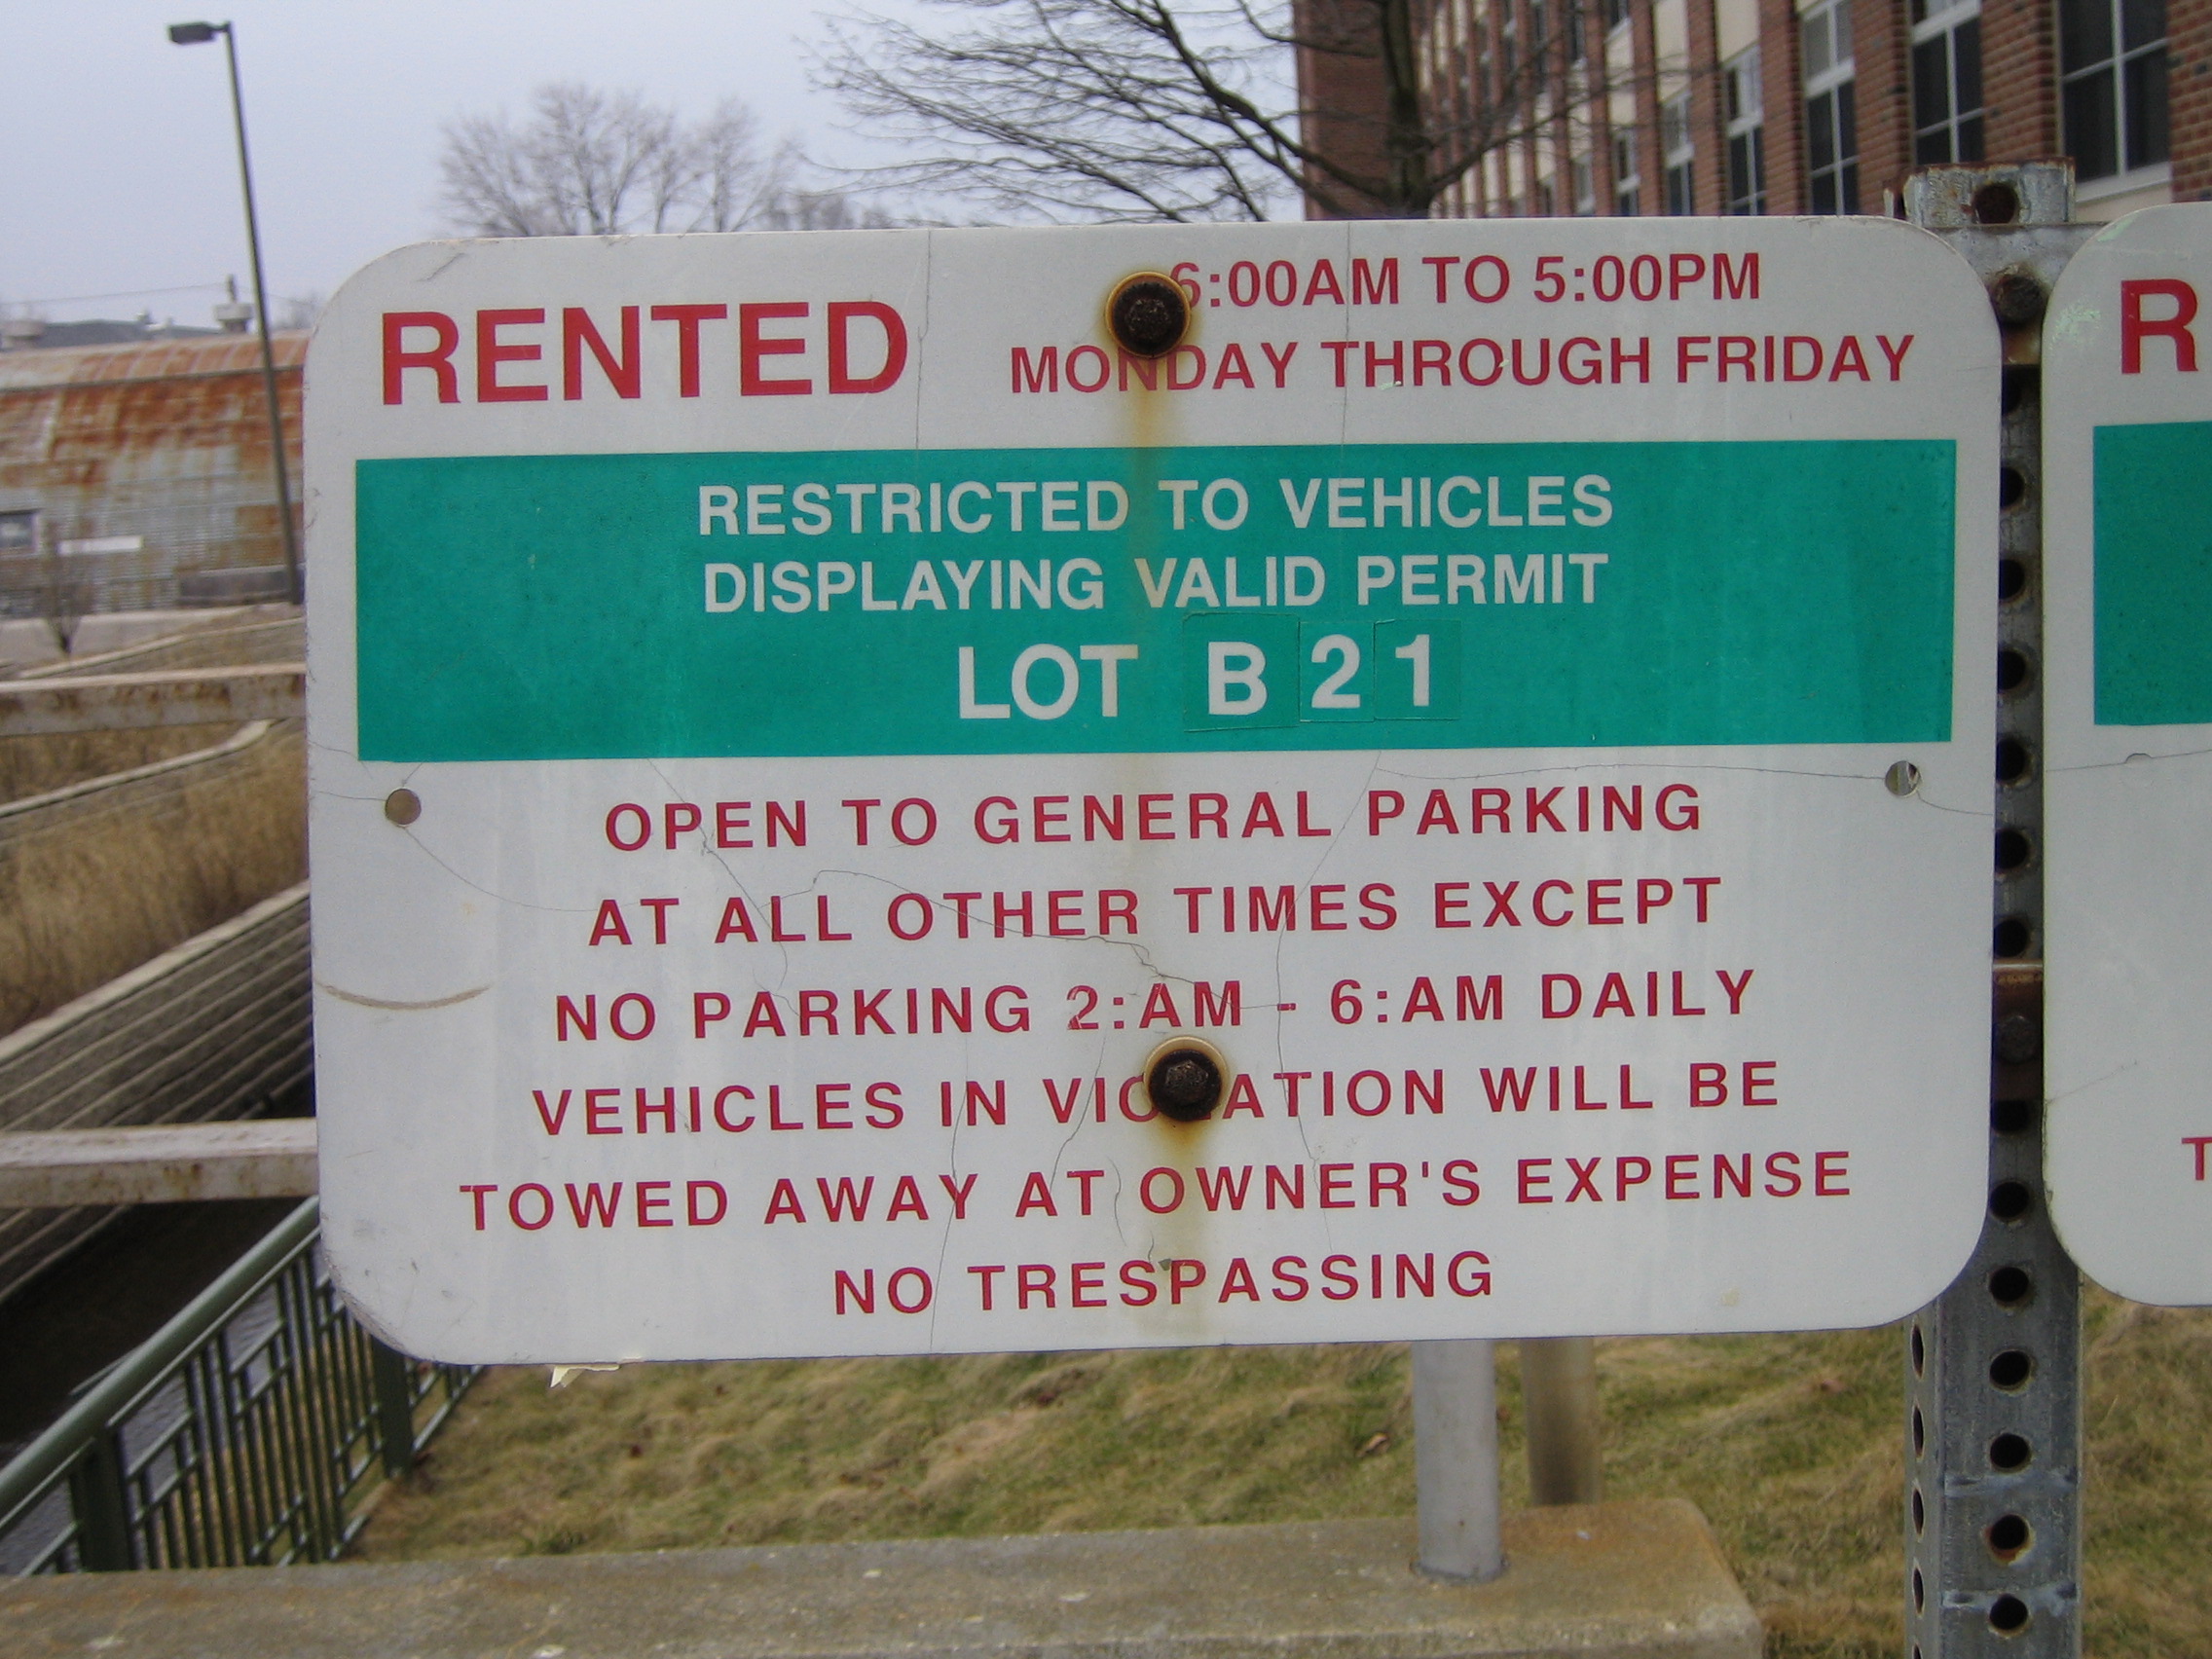 RENTED
6:00AM TO 5:00PM
MONDAY THROUGH FRIDAY
RESTRICTED TO VEHICLES
DISPLAYING VALID PERMIT
LOT B 21
OPEN TO GENERAL PARKING
AT ALL OTHER TIMES EXCEPT
NO PARKING 2:AM - 6:AM DAILY
VEHICLES IN VIOLATION WILL BE
TOWED AWAY AT OWNER'S EXPENSE
NO TRESPASSING
R
T